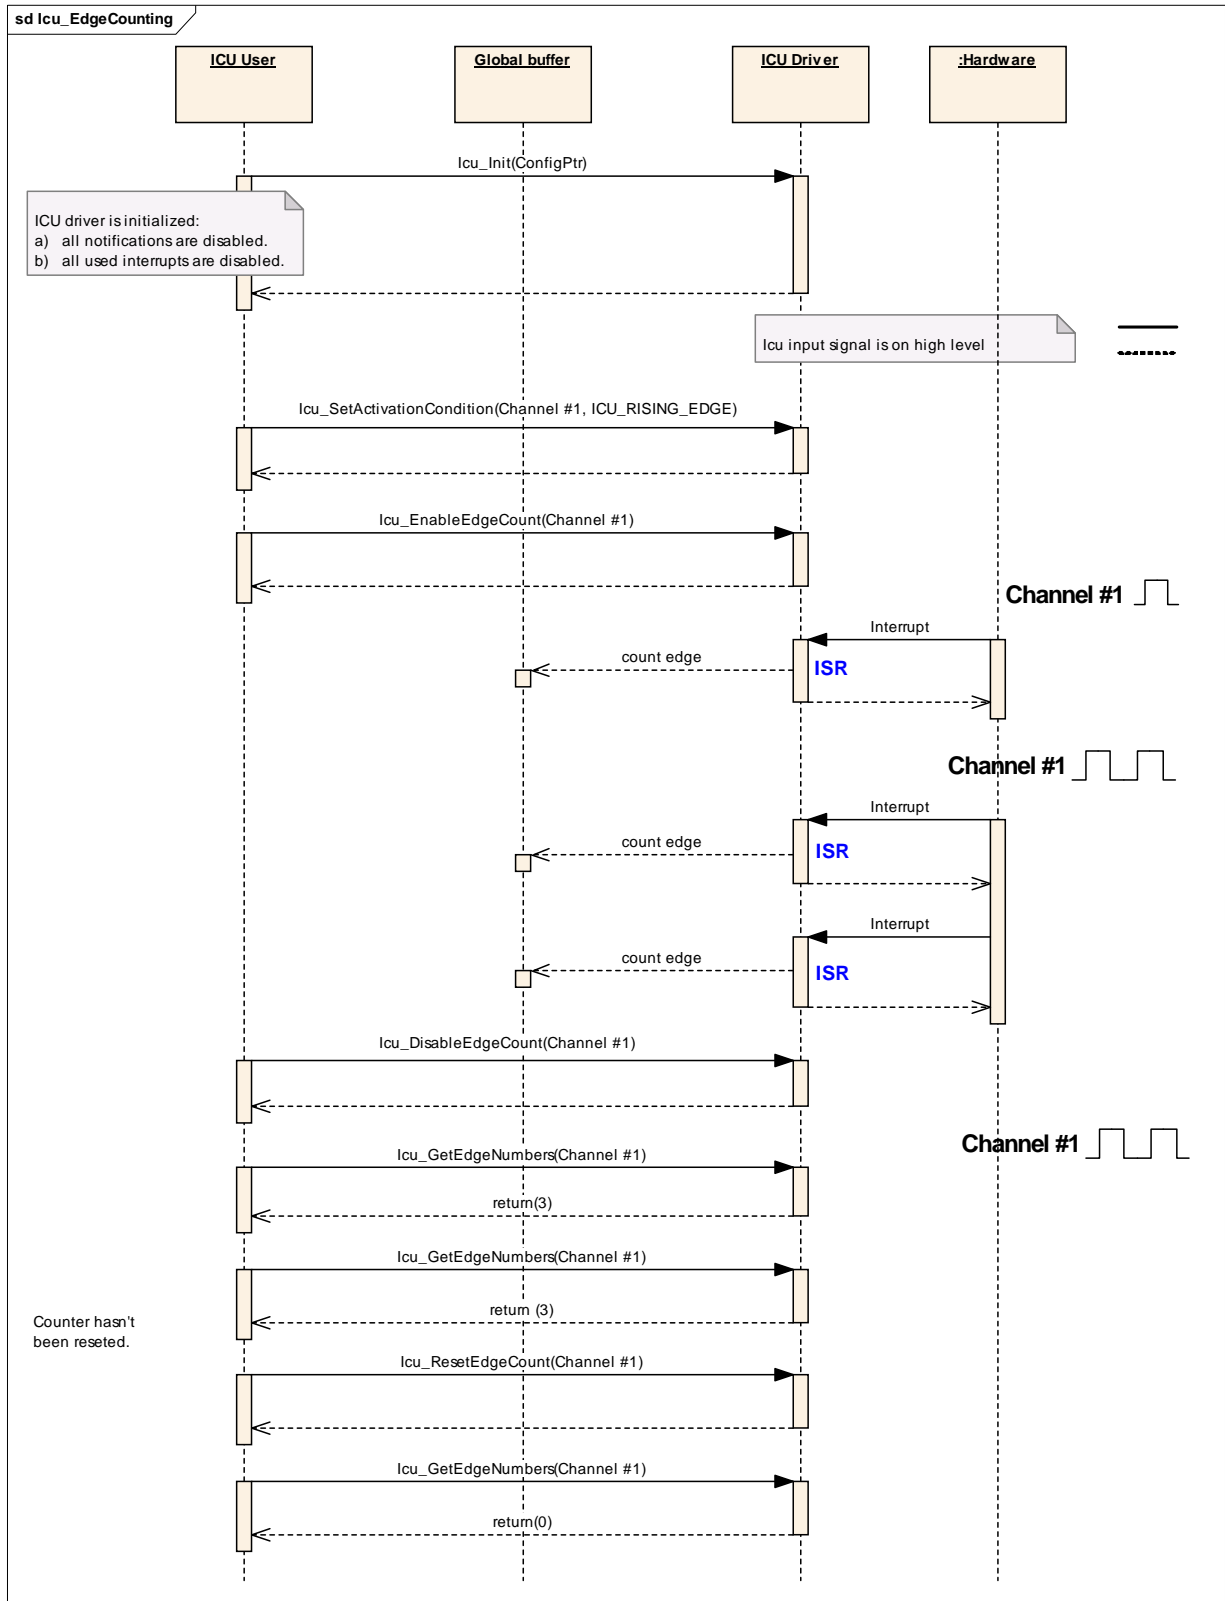 sd Icu_EdgeCounting
ICU User
Global buffer
ICU Driver
:Hardware
Icu_Init(ConfigPtr)
ICU driver is initialized:
a) all notifications are disabled.
b) all used interrupts are disabled.
Icu input signal is on high level
Icu_SetActivationCondition(Channel #1, ICU_RISING_EDGE)
Icu_EnableEdgeCount(Channel #1)
Channel #1
Interrupt
count edge
ISR
Channel #1
Interrupt
count edge
ISR
Interrupt
count edge
ISR
Icu_DisableEdgeCount(Channel #1)
Channel #1
Icu_GetEdgeNumbers(Channel #1)
return(3)
Icu_GetEdgeNumbers(Channel #1)
return (3)
Counter hasn't
been reseted.
Icu_ResetEdgeCount(Channel #1)
Icu_GetEdgeNumbers(Channel #1)
return(0)